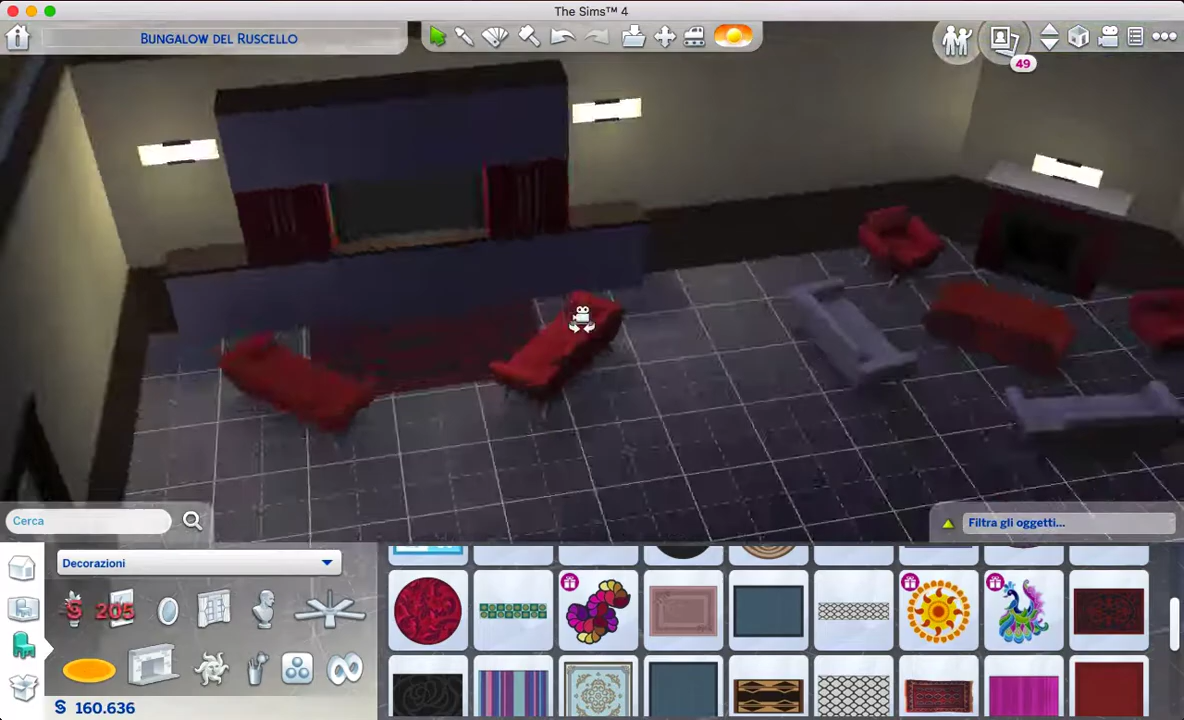 The Sims™ 4
Bungalow del Ruscello
49
Cerca
Filtra gli oggetti...
Decorazioni
S 205
S 160.636